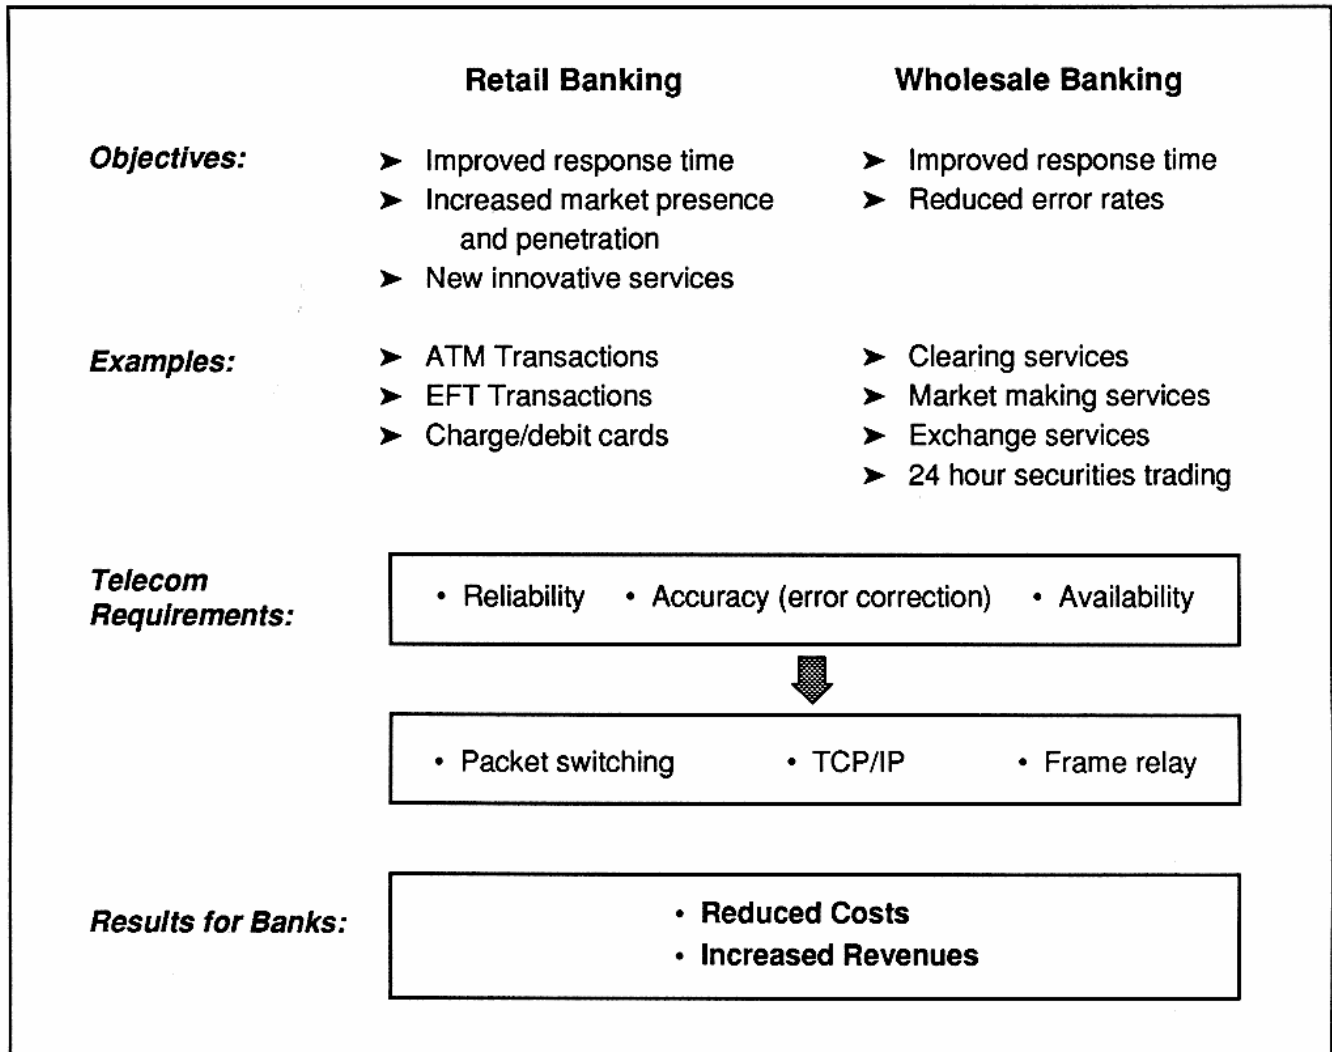 Retail Banking Wholesale Banking
Objectives: ➤ Improved response time ➤ Improved response time
➤ Increased market presence ➤ Reduced error rates
and penetration
➤ New innovative services
Examples: ➤ ATM Transactions ➤ Clearing services
➤ EFT Transactions ➤ Market making services
➤ Charge/debit cards ➤ Exchange services
➤ 24 hour securities trading
Telecom
Requirements:
• Reliability • Accuracy (error correction) • Availability
• Packet switching • TCP/IP • Frame relay
Results for Banks:
• Reduced Costs
• Increased Revenues